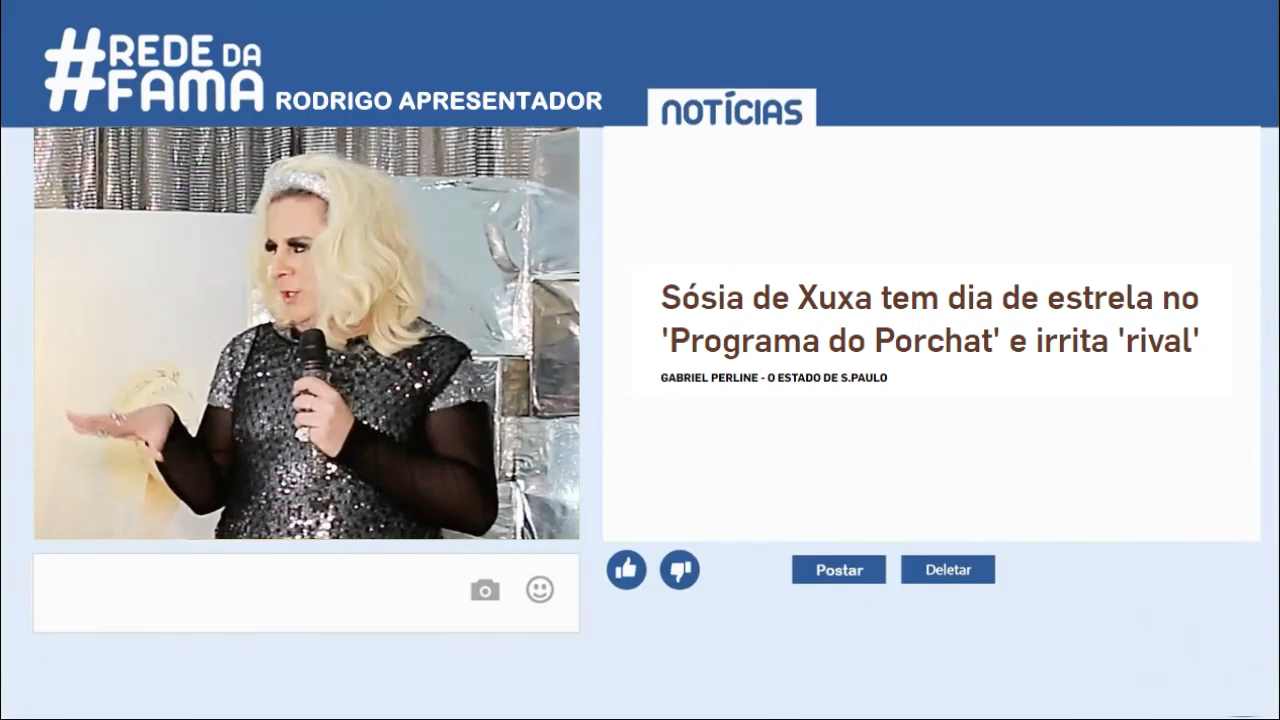 #REDE DA
FAMA
RODRIGO APRESENTADOR
NOTÍCIAS
Sósia de Xuxa tem dia de estrela no
'Programa do Porchat' e irrita 'rival'
GABRIEL PERLINE - O ESTADO DE S.PAULO
Postar
Deletar